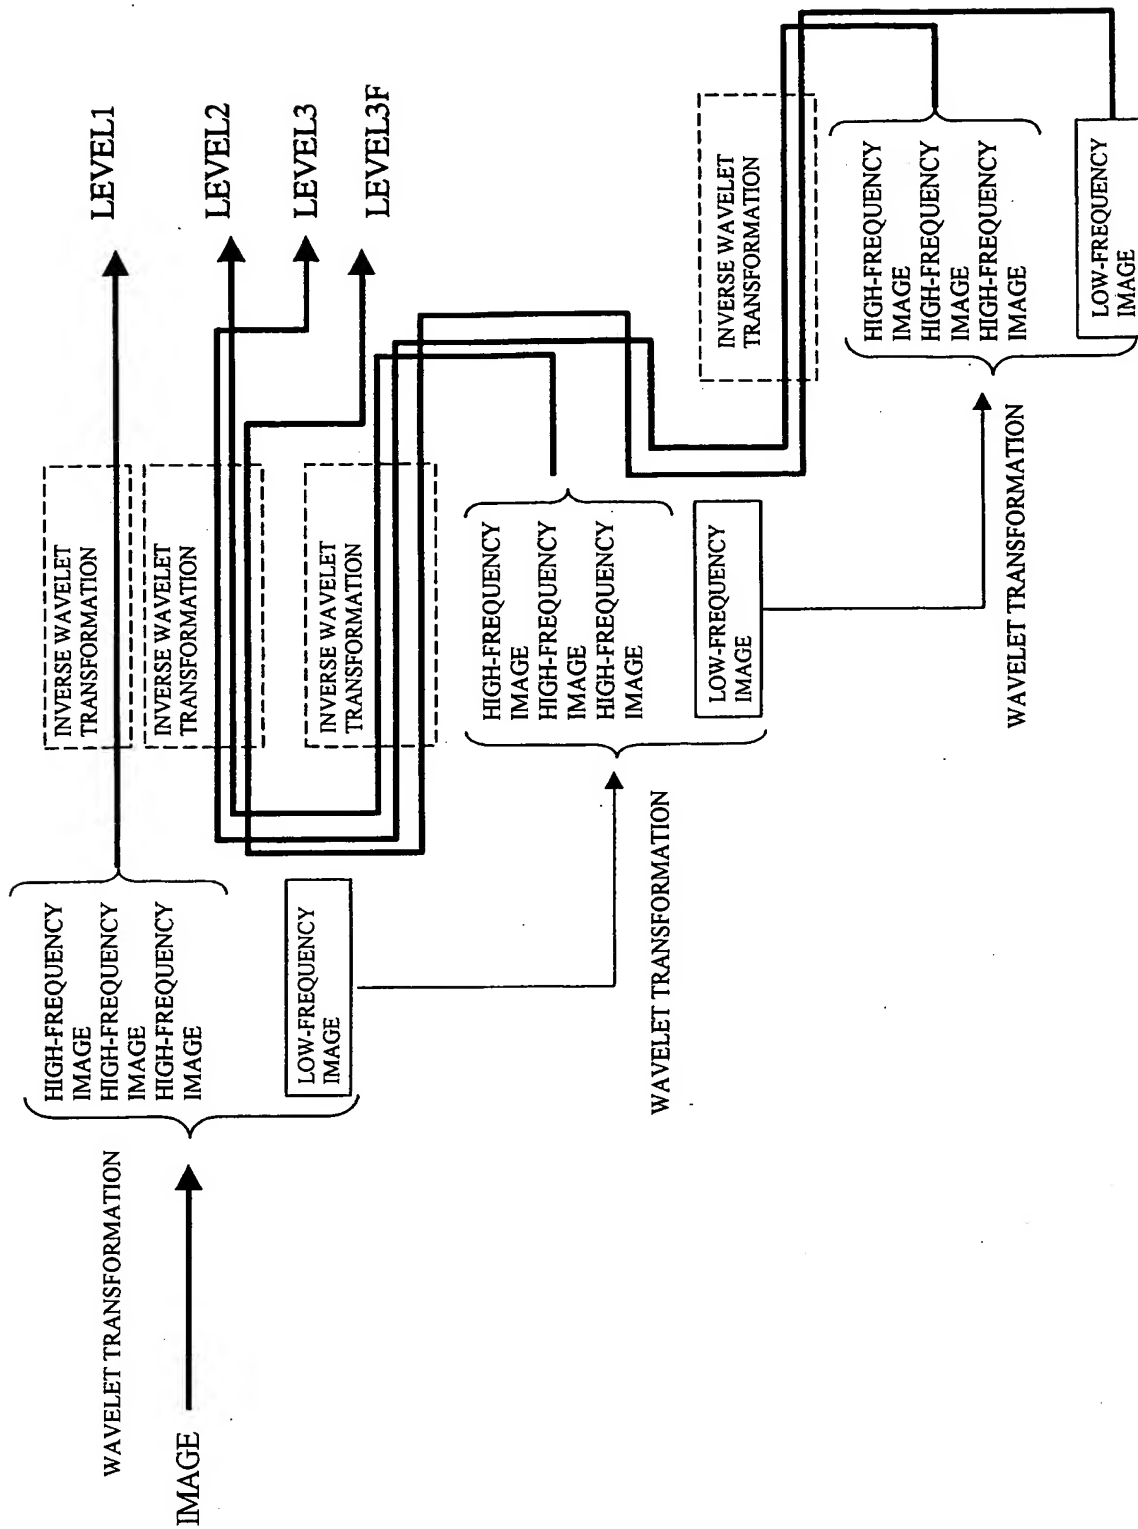 IMAGE
WAVELET TRANSFORMATION
HIGH-FREQUENCY
IMAGE
HIGH-FREQUENCY
IMAGE
HIGH-FREQUENCY
IMAGE
LOW-FREQUENCY
IMAGE
INVERSE WAVELET
TRANSFORMATION
INVERSE WAVELET
TRANSFORMATION
INVERSE WAVELET
TRANSFORMATION
LEVEL1
LEVEL2
LEVEL3
LEVEL3F
WAVELET TRANSFORMATION
HIGH-FREQUENCY
IMAGE
HIGH-FREQUENCY
IMAGE
HIGH-FREQUENCY
IMAGE
LOW-FREQUENCY
IMAGE
INVERSE WAVELET
TRANSFORMATION
WAVELET TRANSFORMATION
HIGH-FREQUENCY
IMAGE
HIGH-FREQUENCY
IMAGE
HIGH-FREQUENCY
IMAGE
LOW-FREQUENCY
IMAGE